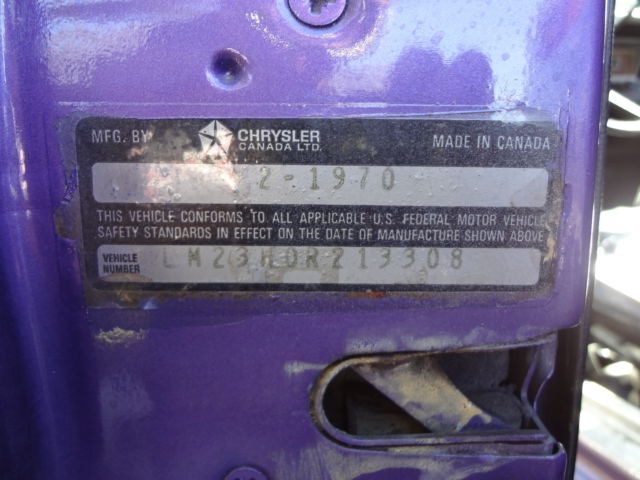 MFG. BY CHRYSLER CANADA LTD. MADE IN CANADA
2-1970
THIS VEHICLE CONFORMS TO ALL APPLICABLE U.S. FEDERAL MOTOR VEHICLE
SAFETY STANDARDS IN EFFECT ON THE DATE OF MANUFACTURE SHOWN ABOVE
VEHICLE NUMBER LM23H0R213308